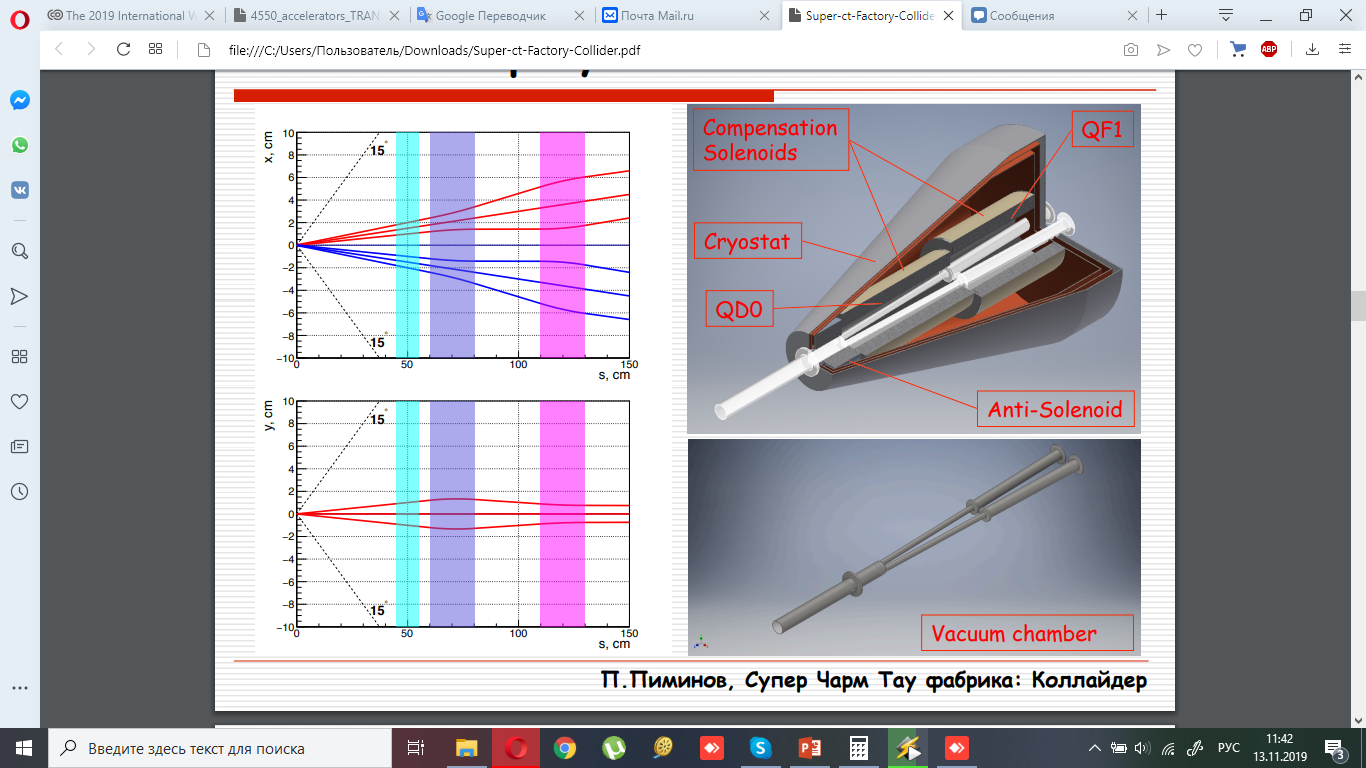 The 2019 International W
4550_accelerators_TRAN
Google Переводчик
Почта Mail.ru
Super-ct-Factory-Collide
Сообщения
file:///C:/Users/Пользователь/Downloads/Super-ct-Factory-Collider.pdf
ABP
x, cm
10
8
6
4
2
0
−2
−4
−6
−8
−10
15°
15°
0
50
100
150
s, cm
y, cm
10
8
6
4
2
0
−2
−4
−6
−8
−10
15°
15°
0
50
100
150
s, cm
Compensation
Solenoids
QF1
Cryostat
QD0
Anti-Solenoid
Vacuum chamber
П.Пиминов, Супер Чарм Тау фабрика: Коллайдер
Введите здесь текст для поиска
РУС
11:42
13.11.2019
3